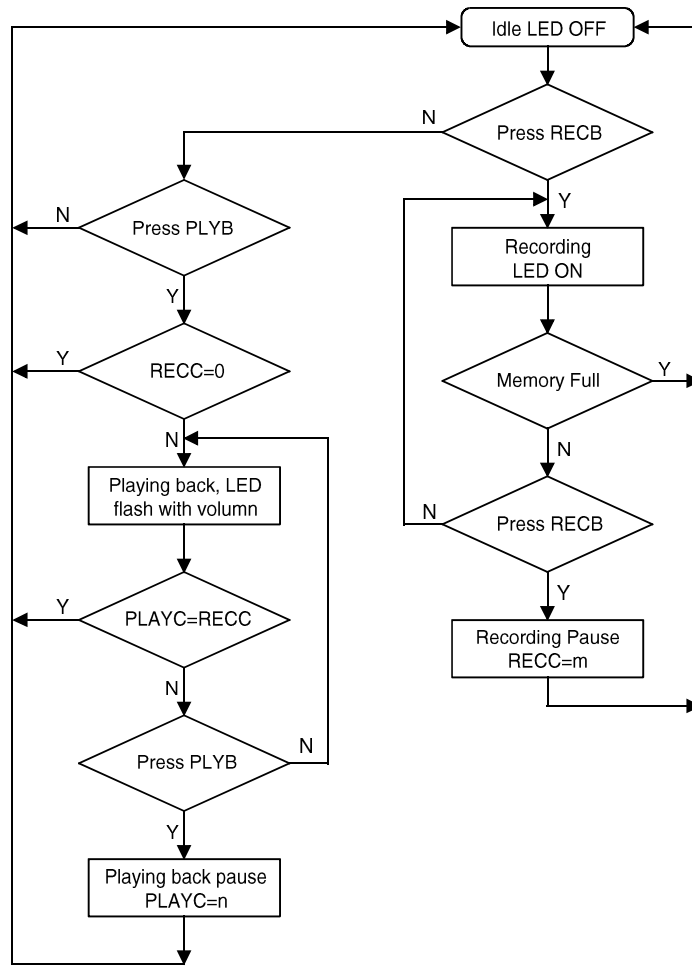 Idle LED OFF
Press RECB
N
Y
Press PLYB
N
Y
Recording
LED ON
RECC=0
Y
N
Memory Full
Y
N
Playing back, LED
flash with volumn
Press RECB
N
Y
PLAYC=RECC
Y
N
Recording Pause
RECC=m
Press PLYB
N
Y
Playing back pause
PLAYC=n